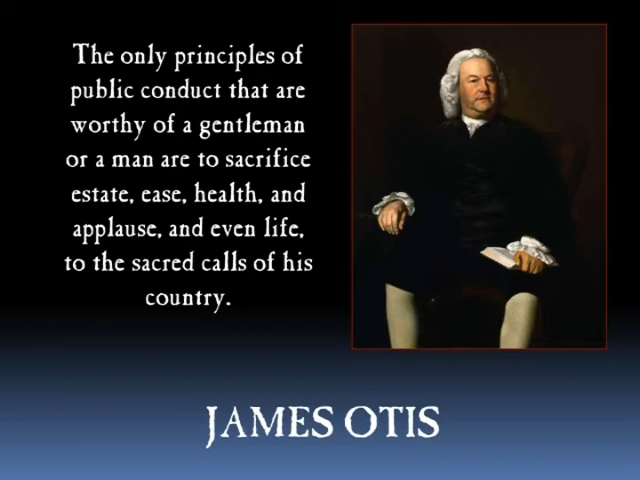 The only principles of
public conduct that are
worthy of a gentleman
or a man are to sacrifice
estate, ease, health, and
applause, and even life,
to the sacred calls of his
country.
JAMES OTIS